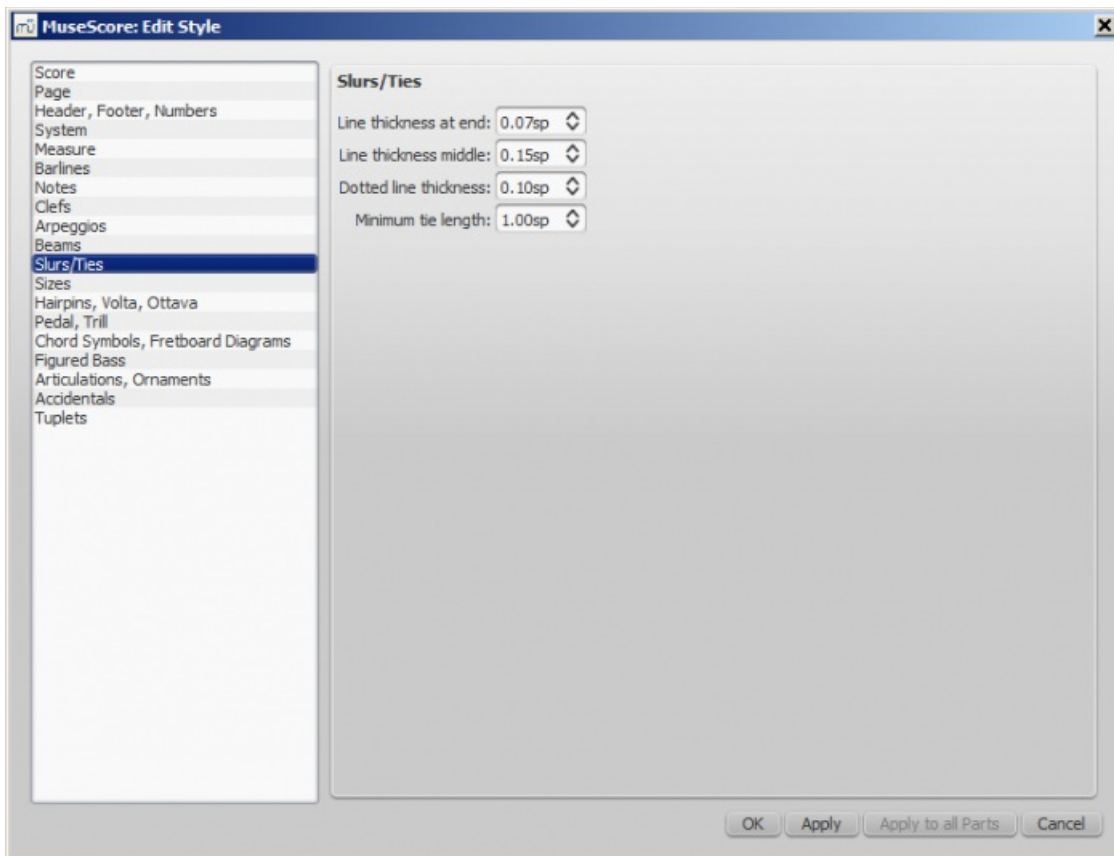 MuseScore: Edit Style
Score
Page
Header, Footer, Numbers
System
Measure
Barlines
Notes
Clefs
Arpeggios
Beams
Slurs/Ties
Sizes
Hairpins, Volta, Ottava
Pedal, Trill
Chord Symbols, Fretboard Diagrams
Figured Bass
Articulations, Ornaments
Accidentals
Tuplets
Slurs/Ties
Line thickness at end: 0.07sp
Line thickness middle: 0.15sp
Dotted line thickness: 0.10sp
Minimum tie length: 1.00sp
OK Apply Apply to all Parts Cancel